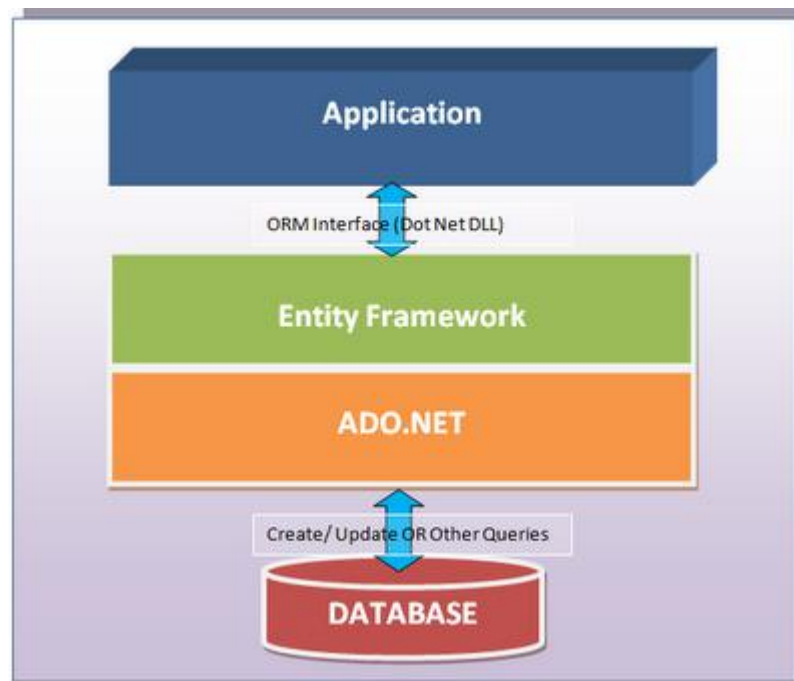 Application
ORM Interface (Dot Net DLL)
Entity Framework
ADO.NET
Create/ Update OR Other Queries
DATABASE